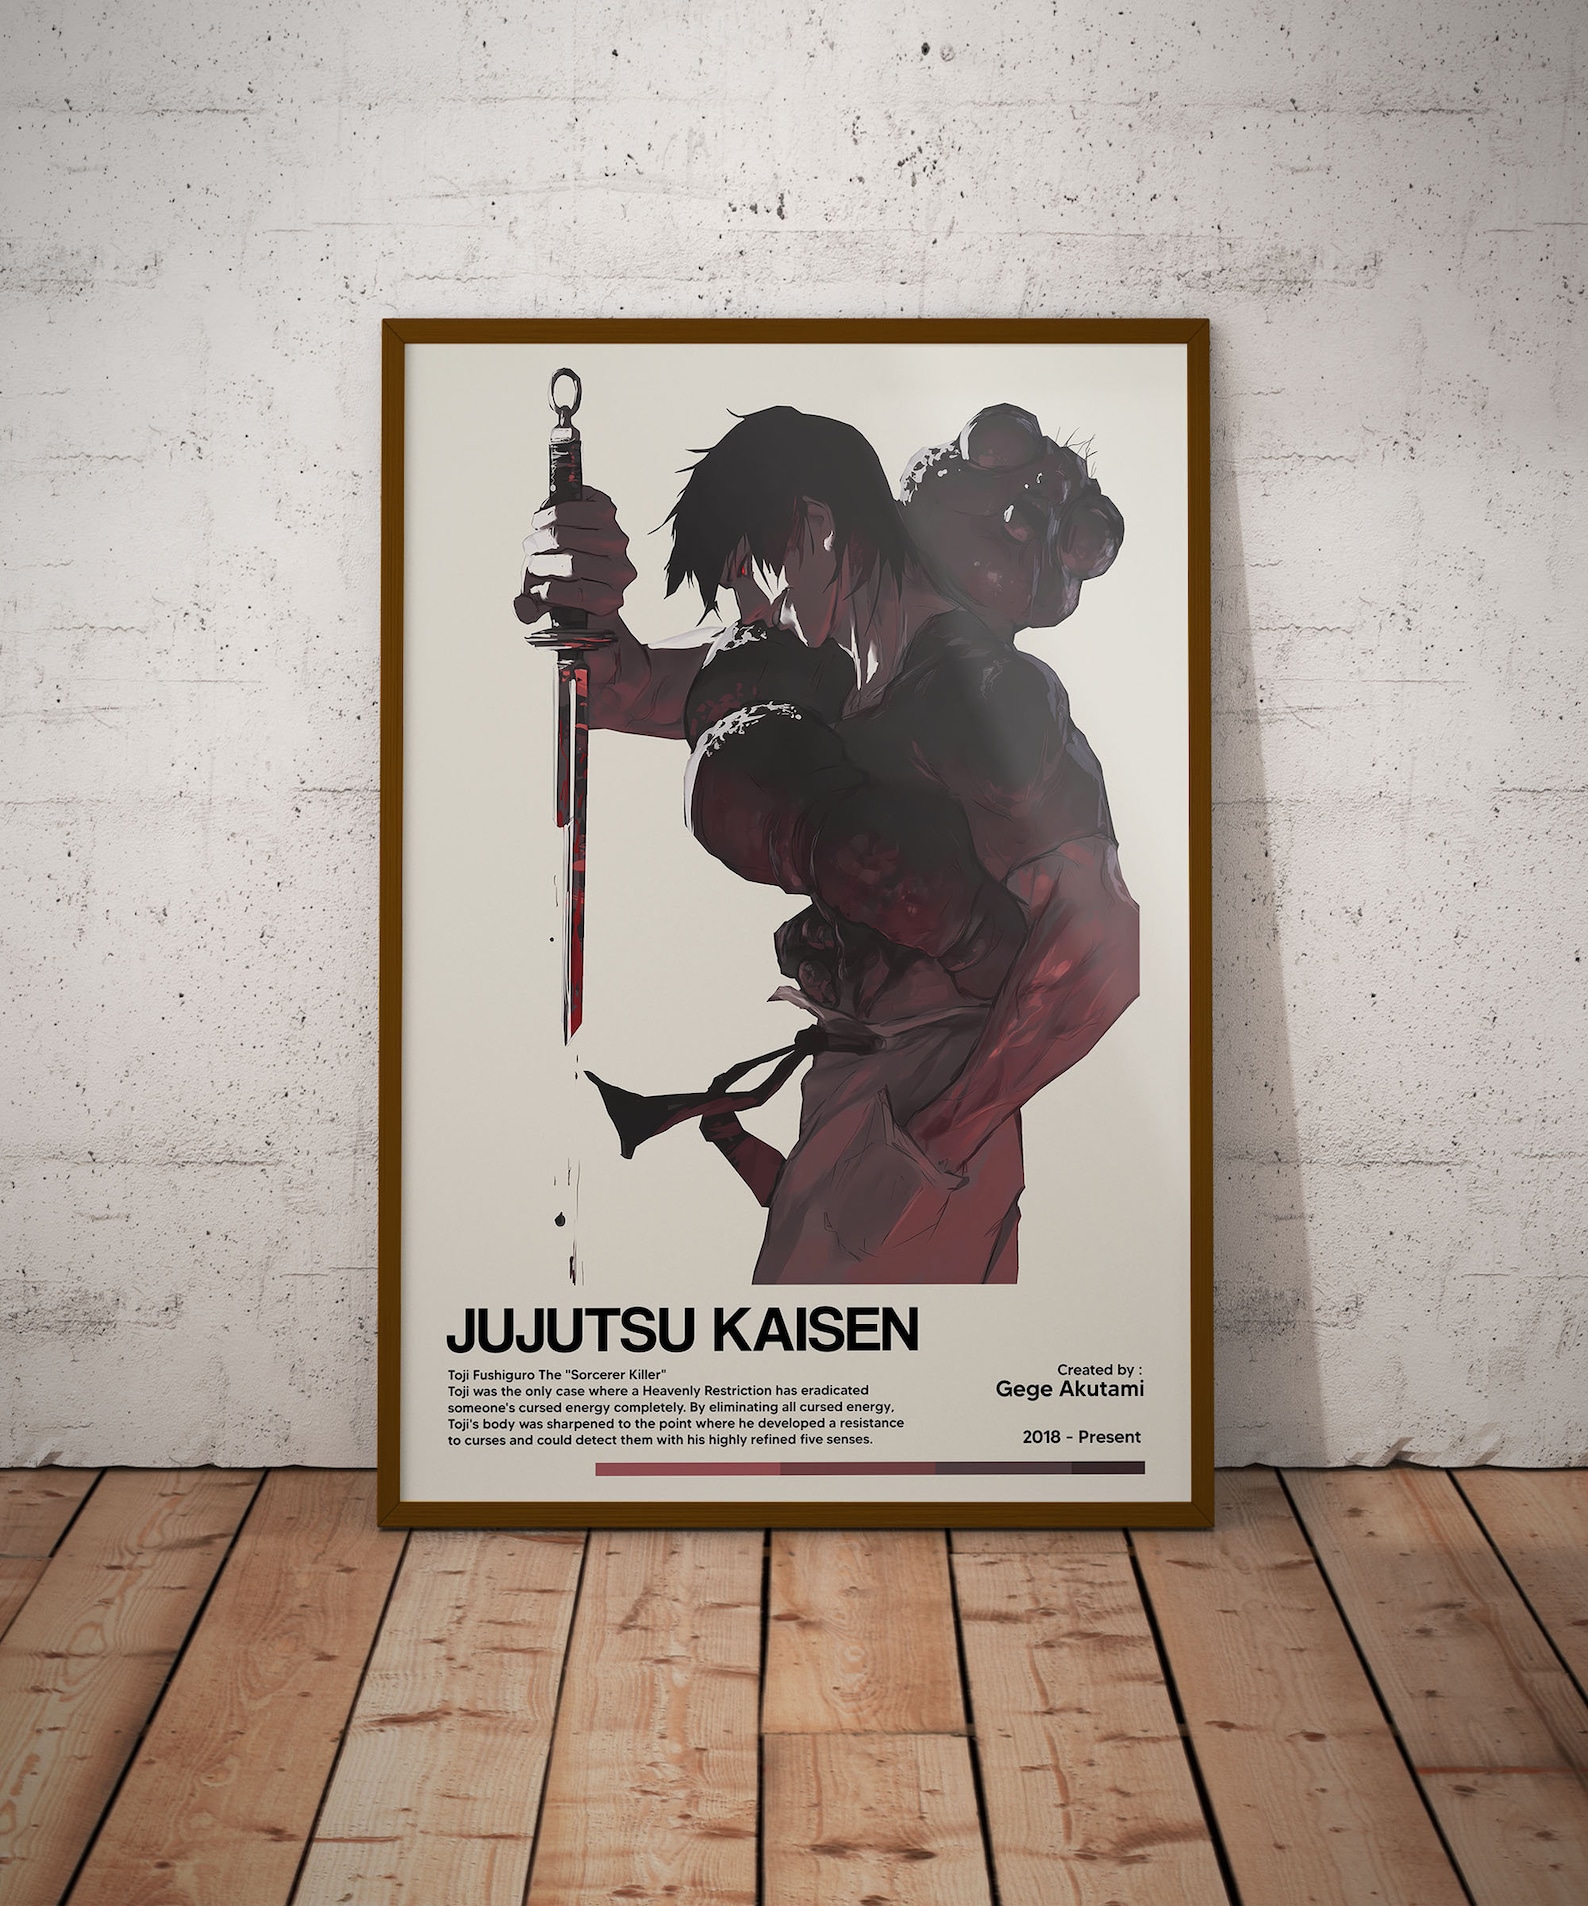 JUJUTSU KAISEN
Toji Fushiguro The "Sorcerer Killer"
Toji was the only case where a Heavenly Restriction has eradicated
someone's cursed energy completely. By eliminating all cursed energy,
Toji's body was sharpened to the point where he developed a resistance
to curses and could detect them with his highly refined five senses.
Created by :
Gege Akutami
2018 - Present